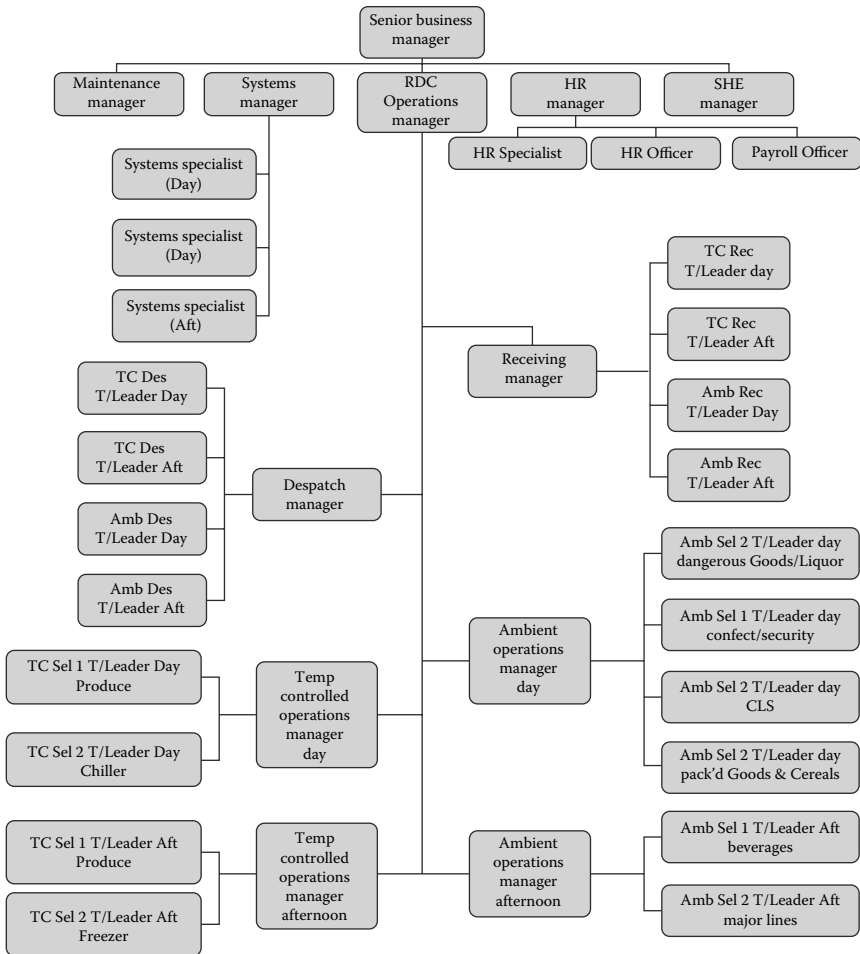 Senior business
manager
Maintenance
manager
Systems
manager
RDC
Operations
manager
HR
manager
SHE
manager
HR Specialist
HR Officer
Payroll Officer
Systems specialist
(Day)
Systems specialist
(Day)
Systems specialist
(Aft)
TC Rec
T/Leader day
TC Rec
T/Leader Aft
Receiving
manager
Amb Rec
T/Leader Day
Amb Rec
T/Leader Aft
TC Des
T/Leader Day
TC Des
T/Leader Aft
Despatch
manager
Amb Des
T/Leader Day
Amb Des
T/Leader Aft
Amb Sel 2 T/Leader day
dangerous Goods/Liquor
Amb Sel 1 T/Leader day
confect/security
Ambient
operations
manager
day
Amb Sel 2 T/Leader day
CLS
Amb Sel 2 T/Leader day
pack'd Goods & Cereals
TC Sel 1 T/Leader Day
Produce
Temp
controlled
operations
manager
day
TC Sel 2 T/Leader Day
Chiller
TC Sel 1 T/Leader Aft
Produce
Temp
controlled
operations
manager
afternoon
TC Sel 2 T/Leader Aft
Freezer
Ambient
operations
manager
afternoon
Amb Sel 1 T/Leader Aft
beverages
Amb Sel 2 T/Leader Aft
major lines